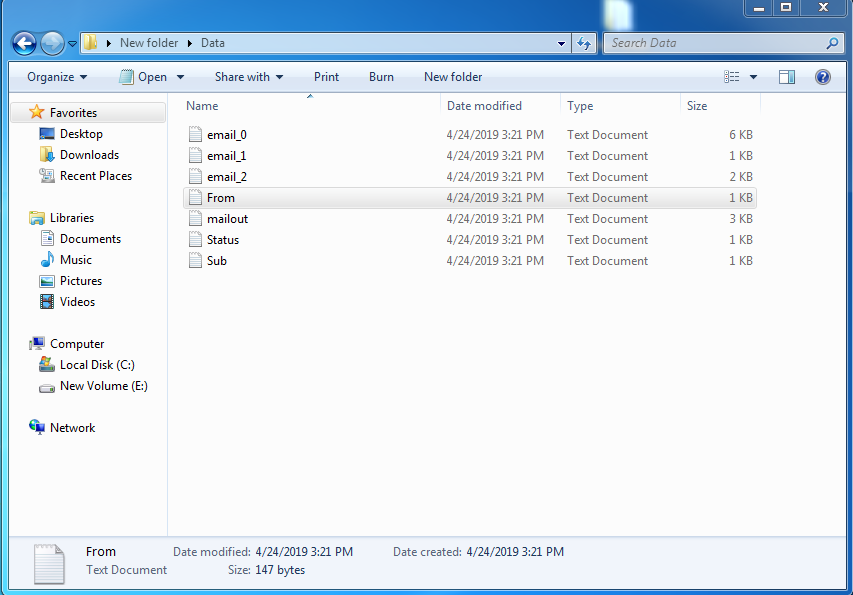 New folder Data Search Data
Organize Open Share with Print Burn New folder
Name Date modified Type Size
Favorites
Desktop
Downloads
Recent Places
Libraries
Documents
Music
Pictures
Videos
Computer
Local Disk (C:)
New Volume (E:)
Network
email_0 4/24/2019 3:21 PM Text Document 6 KB
email_1 4/24/2019 3:21 PM Text Document 1 KB
email_2 4/24/2019 3:21 PM Text Document 2 KB
From 4/24/2019 3:21 PM Text Document 1 KB
mailout 4/24/2019 3:21 PM Text Document 3 KB
Status 4/24/2019 3:21 PM Text Document 1 KB
Sub 4/24/2019 3:21 PM Text Document 1 KB
From Date modified: 4/24/2019 3:21 PM Date created: 4/24/2019 3:21 PM
Text Document Size: 147 bytes